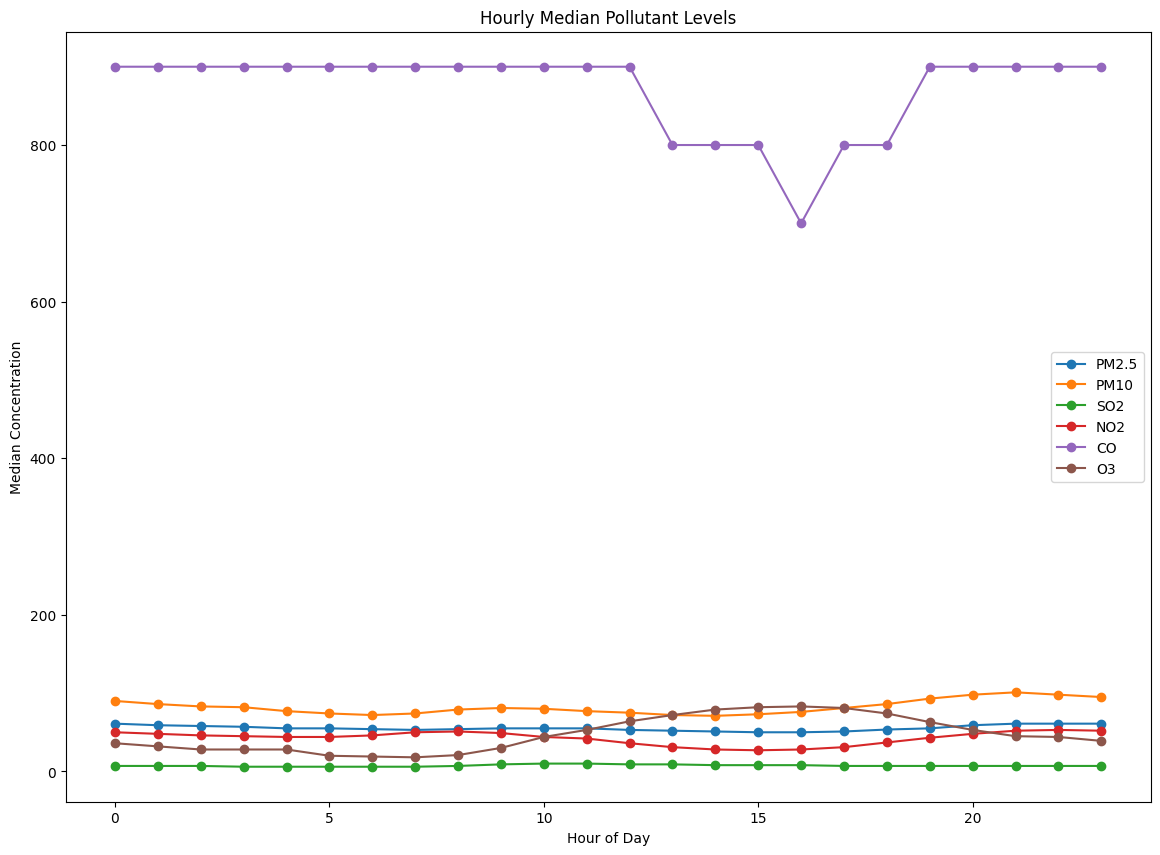 Hourly Median Pollutant Levels
800
600
400
200
0
Median Concentration
PM2.5
PM10
SO2
NO2
CO
O3
0 5 10 15 20
Hour of Day